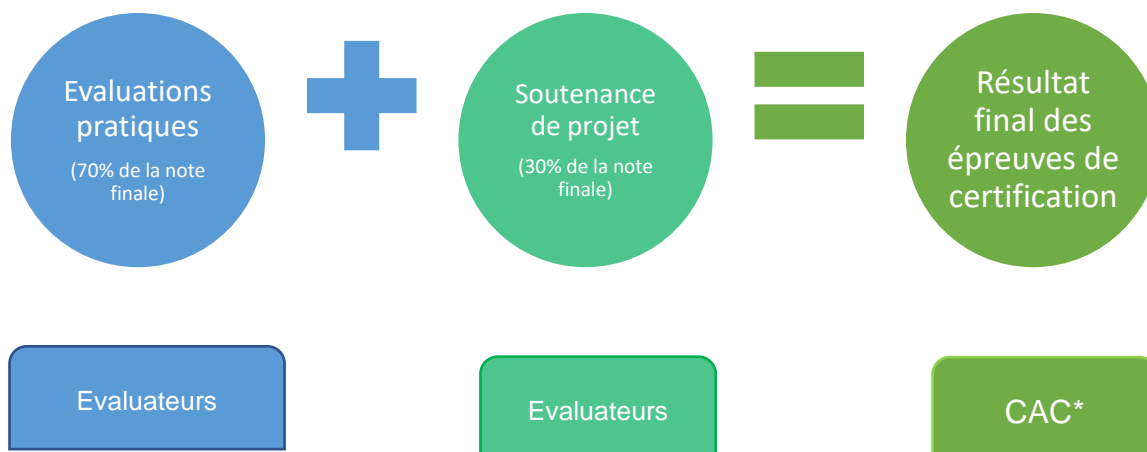 Evaluations
pratiques
(70% de la note
finale)
Soutenance
de projet
(30% de la note
finale)
Résultat
final des
épreuves de
certification
Evaluateurs
Evaluateurs
CAC*